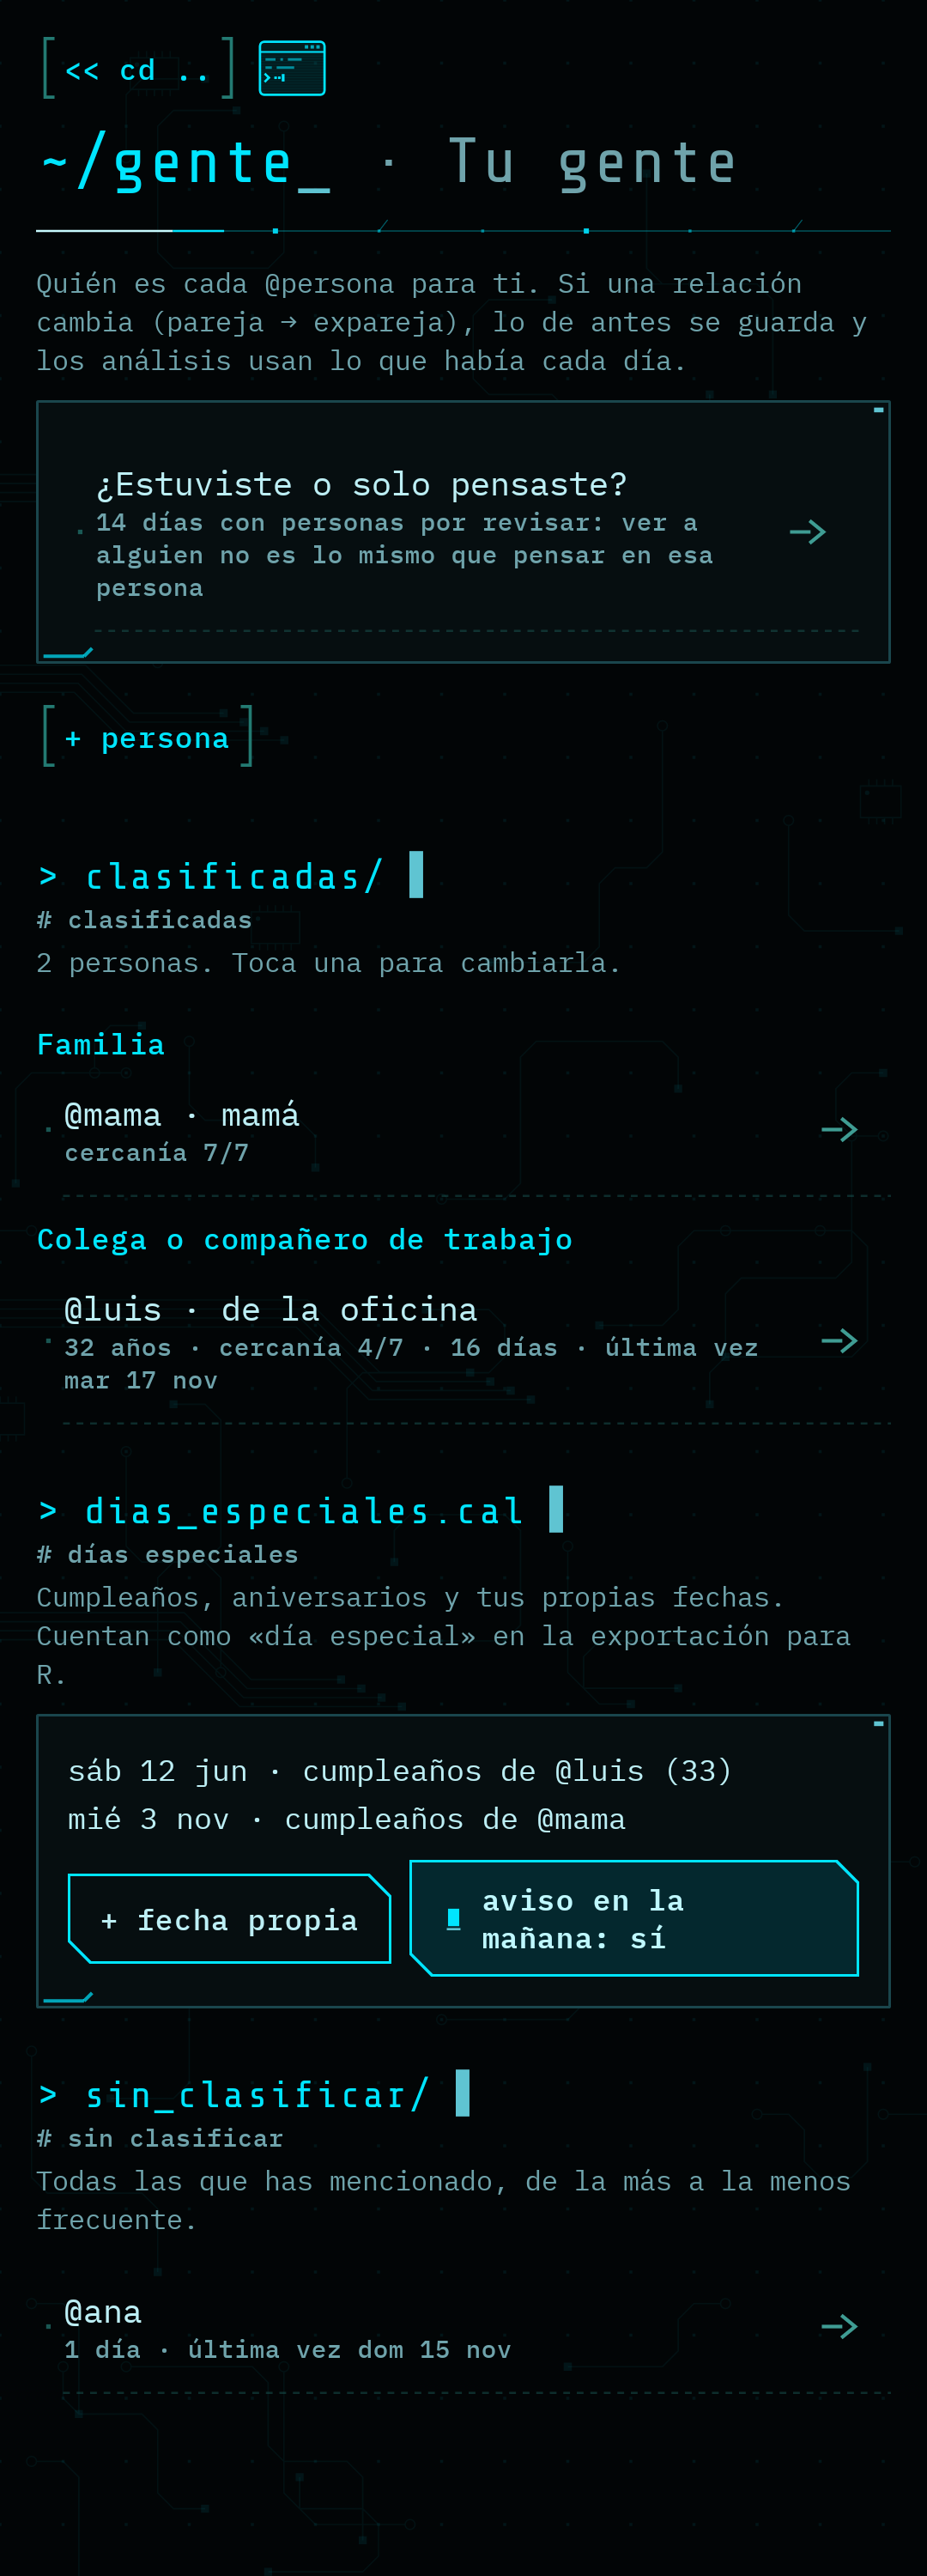 [<< cd ..]
~/gente_ · Tu gente
Quién es cada @persona para ti. Si una relación
cambia (pareja → expareja), lo de antes se guarda y
los análisis usan lo que había cada día.
¿Estuviste o solo pensaste?
14 días con personas por revisar: ver a
alguien no es lo mismo que pensar en esa
persona
[+ persona]
> clasificadas/
# clasificadas
2 personas. Toca una para cambiarla.
Familia
@mama · mamá
cercanía 7/7
Colega o compañero de trabajo
@luis · de la oficina
32 años · cercanía 4/7 · 16 días · última vez
mar 17 nov
> dias_especiales.cal
# días especiales
Cumpleaños, aniversarios y tus propias fechas.
Cuentan como «día especial» en la exportación para
R.
sáb 12 jun · cumpleaños de @luis (33)
mié 3 nov · cumpleaños de @mama
+ fecha propia
aviso en la
mañana: sí
> sin_clasificar/
# sin clasificar
Todas las que has mencionado, de la más a la menos
frecuente.
@ana
1 día · última vez dom 15 nov